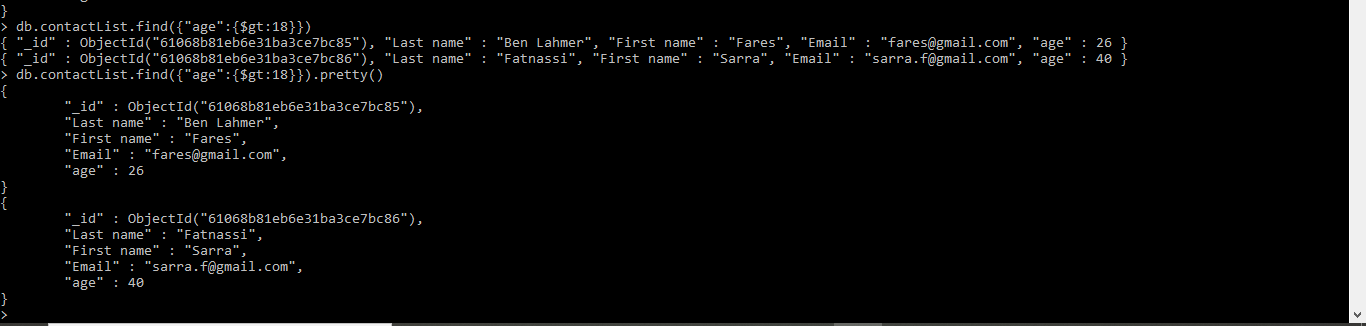 }
> db.contactList.find({"age":{$gt:18}})
{ "_id" : ObjectId("61068b81eb6e31ba3ce7bc85"), "Last name" : "Ben Lahmer", "First name" : "Fares", "Email" : "fares@gmail.com", "age" : 26 }
{ "_id" : ObjectId("61068b81eb6e31ba3ce7bc86"), "Last name" : "Fatnassi", "First name" : "Sarra", "Email" : "sarra.f@gmail.com", "age" : 40 }
> db.contactList.find({"age":{$gt:18}}).pretty()
{
        "_id" : ObjectId("61068b81eb6e31ba3ce7bc85"),
        "Last name" : "Ben Lahmer",
        "First name" : "Fares",
        "Email" : "fares@gmail.com",
        "age" : 26
}
{
        "_id" : ObjectId("61068b81eb6e31ba3ce7bc86"),
        "Last name" : "Fatnassi",
        "First name" : "Sarra",
        "Email" : "sarra.f@gmail.com",
        "age" : 40
}
>